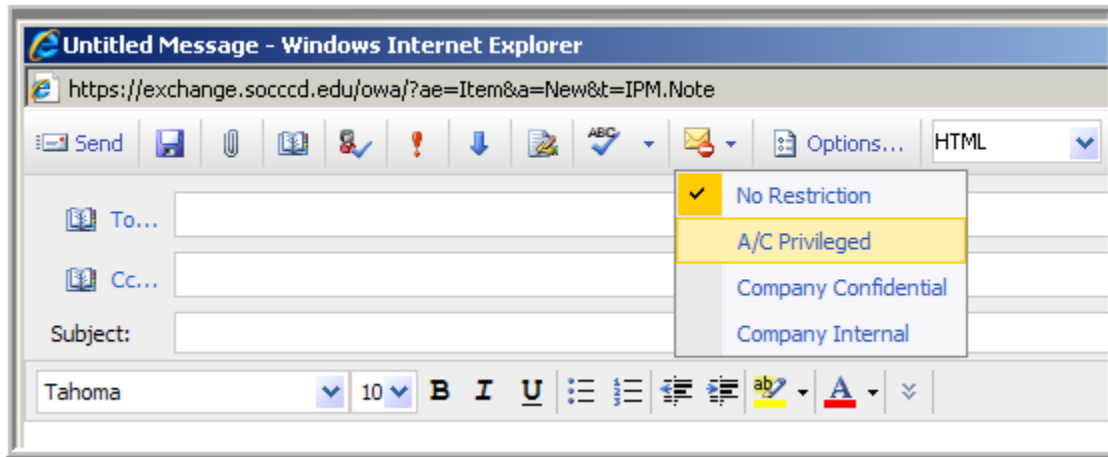 Untitled Message - Windows Internet Explorer
https://exchange.socccd.edu/owa/?ae=Item&a=New&t=IPM.Note
Send ABC Options... HTML
No Restriction
To...
A/C Privileged
Cc...
Company Confidential
Subject:
Company Internal
Tahoma 10 B I U ab A